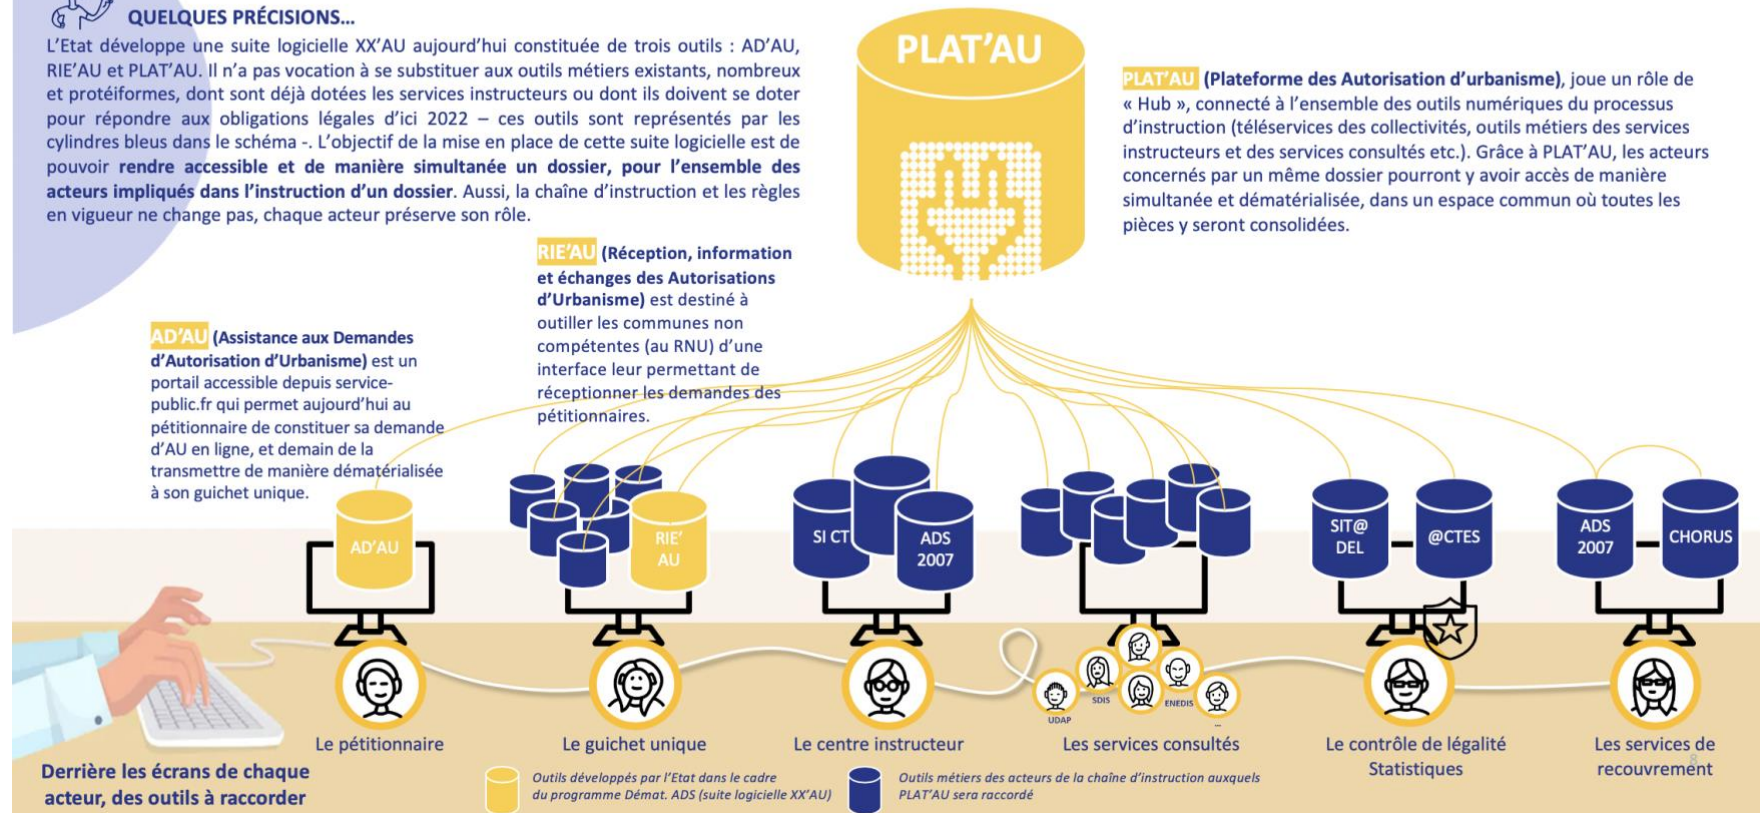 QUELQUES PRÉCISIONS...
L'Etat développe une suite logicielle XX'AU aujourd'hui constituée de trois outils : AD'AU,
RIE'AU et PLAT'AU. Il n'a pas vocation à se substituer aux outils métiers existants, nombreux
et protéiformes, dont sont déjà dotées les services instructeurs ou dont ils doivent se doter
pour répondre aux obligations légales d'ici 2022 – ces outils sont représentés par les
cylindres bleus dans le schéma -. L'objectif de la mise en place de cette suite logicielle est de
pouvoir rendre accessible et de manière simultanée un dossier, pour l'ensemble des
acteurs impliqués dans l'instruction d'un dossier. Aussi, la chaîne d'instruction et les règles
en vigueur ne change pas, chaque acteur préserve son rôle.
PLAT'AU
PLAT'AU (Plateforme des Autorisation d'urbanisme), joue un rôle de
« Hub », connecté à l'ensemble des outils numériques du processus
d'instruction (téléservices des collectivités, outils métiers des services
instructeurs et des services consultés etc.). Grâce à PLAT'AU, les acteurs
concernés par un même dossier pourront y avoir accès de manière
simultanée et dématérialisée, dans un espace commun où toutes les
pièces y seront consolidées.
RIE'AU (Réception, information
et échanges des Autorisations
d'Urbanisme) est destiné à
outiller les communes non
compétentes (au RNU) d'une
interface leur permettant de
réceptionner les demandes des
pétitionnaires.
AD'AU (Assistance aux Demandes
d'Autorisation d'Urbanisme) est un
portail accessible depuis service-
public.fr qui permet aujourd'hui au
pétitionnaire de constituer sa demande
d'AU en ligne, et demain de la
transmettre de manière dématérialisée
à son guichet unique.
AD'AU
RIE'
AU
SI CT
ADS
2007
SIT@
DEL
@CTES
ADS
2007
CHORUS
UDAP
SDIS
ENEDIS
...
Le pétitionnaire
Le guichet unique
Le centre instructeur
Les services consultés
Le contrôle de légalité
Statistiques
Les services de
recouvrement
8
Derrière les écrans de chaque
acteur, des outils à raccorder
Outils développés par l'Etat dans le cadre
du programme Démat. ADS (suite logicielle XX'AU)
Outils métiers des acteurs de la chaîne d'instruction auxquels
PLAT'AU sera raccordé